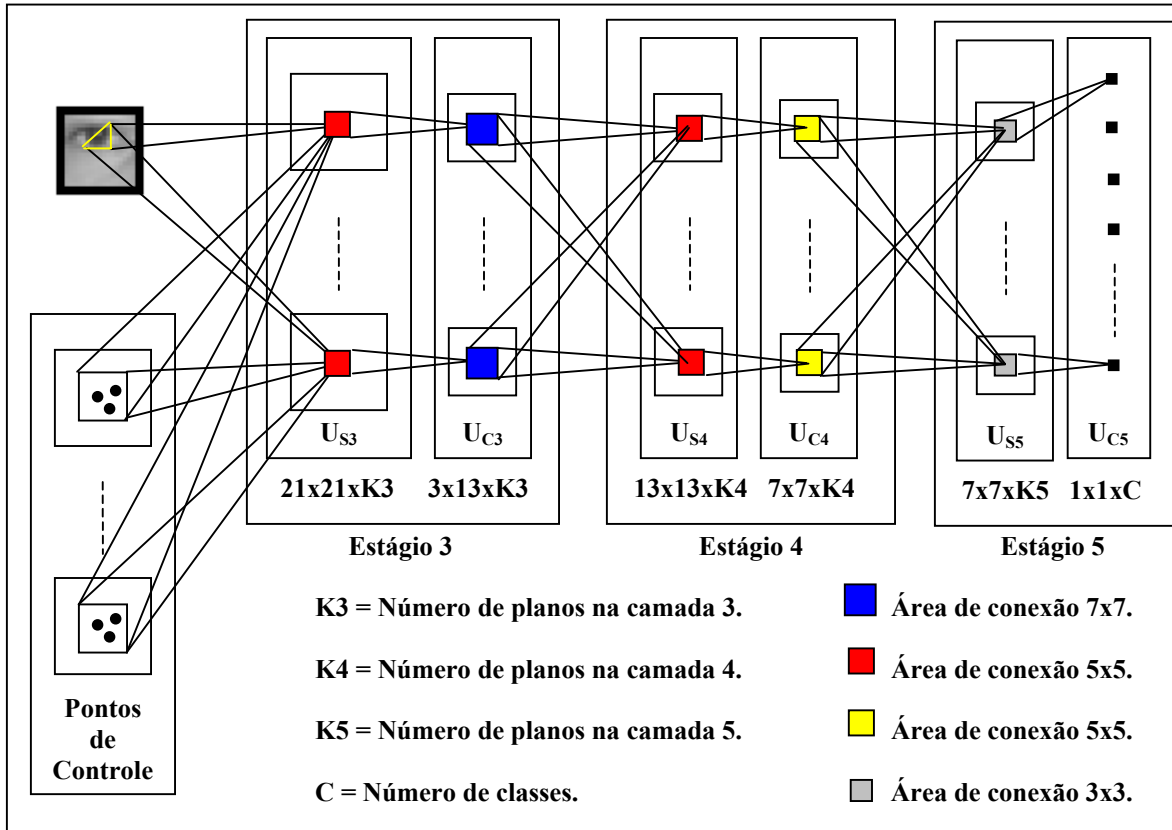 U_S3
U_C3
U_S4
U_C4
U_S5
U_C5
21x21xK3
3x13xK3
13x13xK4
7x7xK4
7x7xK5
1x1xC
Estágio 3
Estágio 4
Estágio 5
Pontos
de
Controle
K3 = Número de planos na camada 3.
Área de conexão 7x7.
K4 = Número de planos na camada 4.
Área de conexão 5x5.
K5 = Número de planos na camada 5.
Área de conexão 5x5.
C = Número de classes.
Área de conexão 3x3.